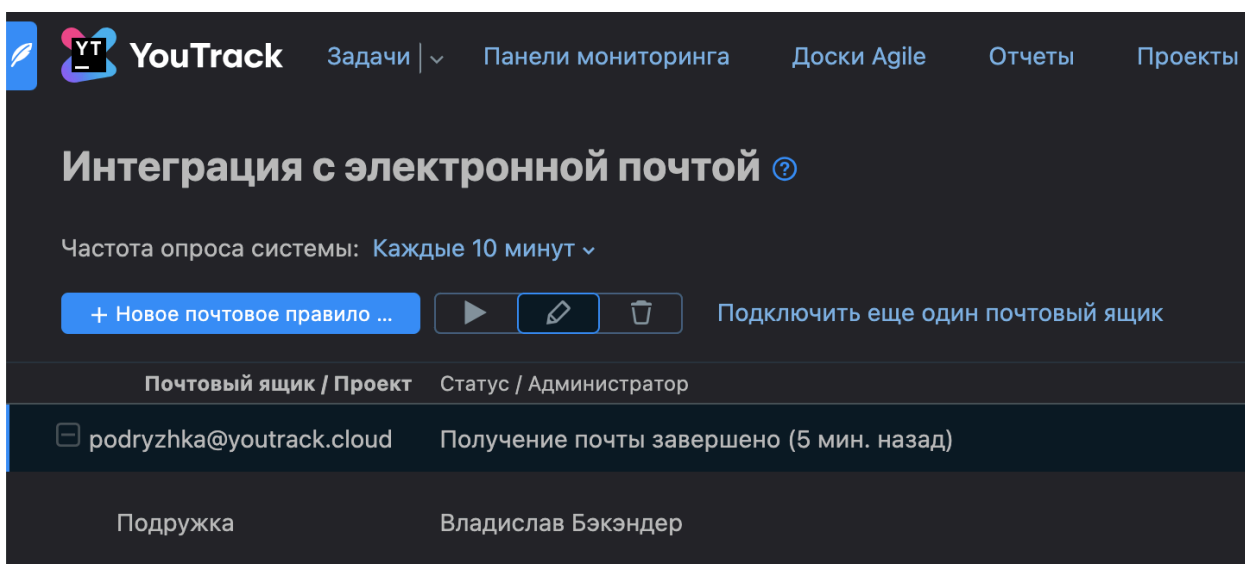 YT YouTrack Задачи Панели мониторинга Доски Agile Отчеты Проекты
Интеграция с электронной почтой ?
Частота опроса системы: Каждые 10 минут
+ Новое почтовое правило ... Подключить еще один почтовый ящик
Почтовый ящик / Проект Статус / Администратор
podryzhka@youtrack.cloud Получение почты завершено (5 мин. назад)
Подружка Владислав Бэкэндер